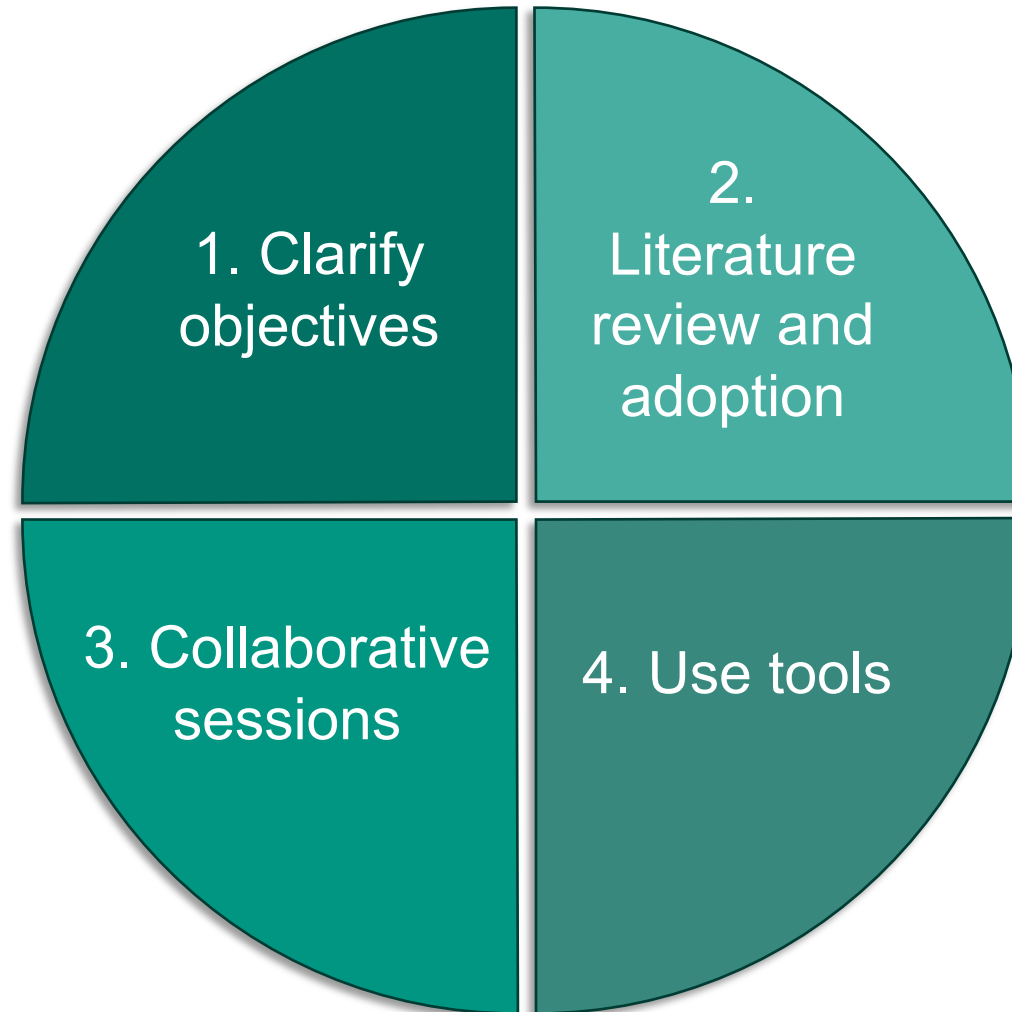 1. Clarify
objectives
2.
Literature
review and
adoption
3. Collaborative
sessions
4. Use tools